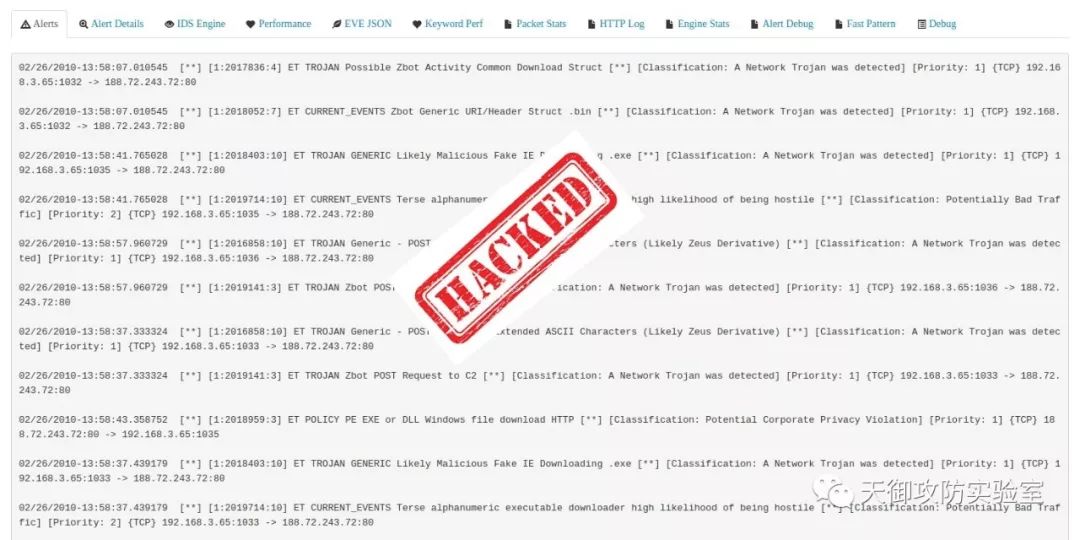 Alerts Alert Details IDS Engine Performance EVE JSON Keyword Perf Packet Stats HTTP Log Engine Stats Alert Debug Fast Pattern Debug
02/26/2010-13:58:07.010545 [**] [1:2017836:4] ET TROJAN Possible Zbot Activity Common Download Struct [**] [Classification: A Network Trojan was detected] [Priority: 1] {TCP} 192.16
8.3.65:1032 -> 188.72.243.72:80
02/26/2010-13:58:07.010545 [**] [1:2018052:7] ET CURRENT_EVENTS Zbot Generic URI/Header Struct .bin [**] [Classification: A Network Trojan was detected] [Priority: 1] {TCP} 192.168.
3.65:1032 -> 188.72.243.72:80
02/26/2010-13:58:41.765028 [**] [1:2018403:10] ET TROJAN GENERIC Likely Malicious Fake IE D ing .exe [**] [Classification: A Network Trojan was detected] [Priority: 1] {TCP} 1
92.168.3.65:1035 -> 188.72.243.72:80
02/26/2010-13:58:41.765028 [**] [1:2019714:10] ET CURRENT_EVENTS Terse alphanumer high likelihood of being hostile [**] [Classification: Potentially Bad Traf
fic] [Priority: 2] {TCP} 192.168.3.65:1035 -> 188.72.243.72:80
02/26/2010-13:58:57.960729 [**] [1:2016858:10] ET TROJAN Generic - POST cters (Likely Zeus Derivative) [**] [Classification: A Network Trojan was detec
ted] [Priority: 1] {TCP} 192.168.3.65:1036 -> 188.72.243.72:80
02/26/2010-13:58:57.960729 [**] [1:2019141:3] ET TROJAN Zbot POST ication: A Network Trojan was detected] [Priority: 1] {TCP} 192.168.3.65:1036 -> 188.72.
243.72:80
HACKED
02/26/2010-13:58:37.333324 [**] [1:2016858:10] ET TROJAN Generic - POST xtended ASCII Characters (Likely Zeus Derivative) [**] [Classification: A Network Trojan was detec
ted] [Priority: 1] {TCP} 192.168.3.65:1033 -> 188.72.243.72:80
02/26/2010-13:58:37.333324 [**] [1:2019141:3] ET TROJAN Zbot POST Request to C2 [**] [Classification: A Network Trojan was detected] [Priority: 1] {TCP} 192.168.3.65:1033 -> 188.72.
243.72:80
02/26/2010-13:58:43.358752 [**] [1:2018959:3] ET POLICY PE EXE or DLL Windows file download HTTP [**] [Classification: Potential Corporate Privacy Violation] [Priority: 1] {TCP} 18
8.72.243.72:80 -> 192.168.3.65:1035
02/26/2010-13:58:37.439179 [**] [1:2018403:10] ET TROJAN GENERIC Likely Malicious Fake IE Downloading .exe [**] [Classification: A Network Trojan was detected] [Priority: 1] {TCP} 1
92.168.3.65:1033 -> 188.72.243.72:80
天御攻防实验室
02/26/2010-13:58:37.439179 [**] [1:2019714:10] ET CURRENT_EVENTS Terse alphanumeric executable downloader high likelihood of being hostile [**] [Classification: Potentially Bad Traf
fic] [Priority: 2] {TCP} 192.168.3.65:1033 -> 188.72.243.72:80